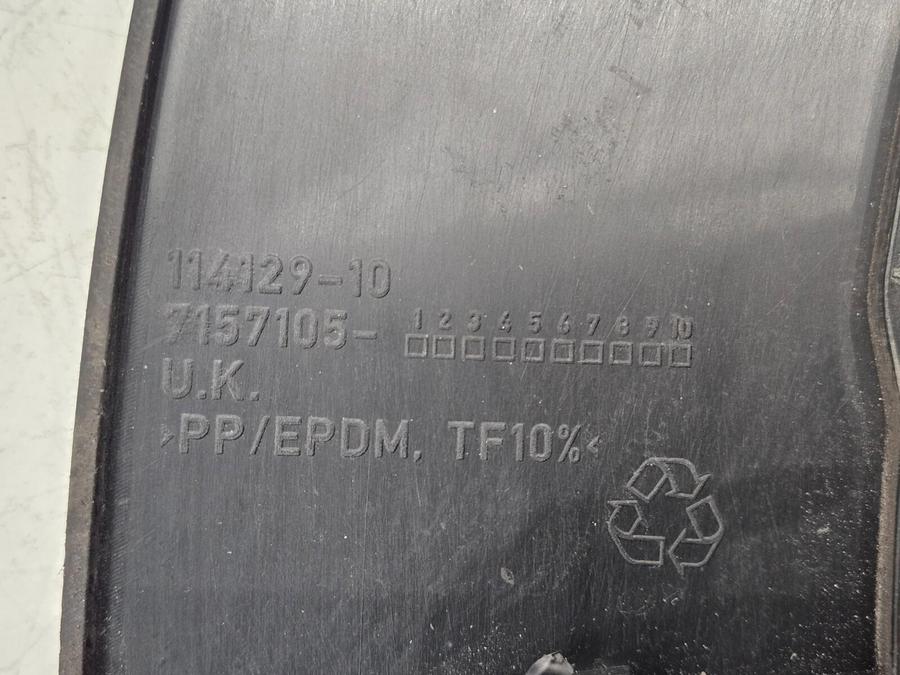 114129-10
7157105- 1 2 3 4 5 6 7 8 9 10
U.K.
>PP/EPDM, TF10%<